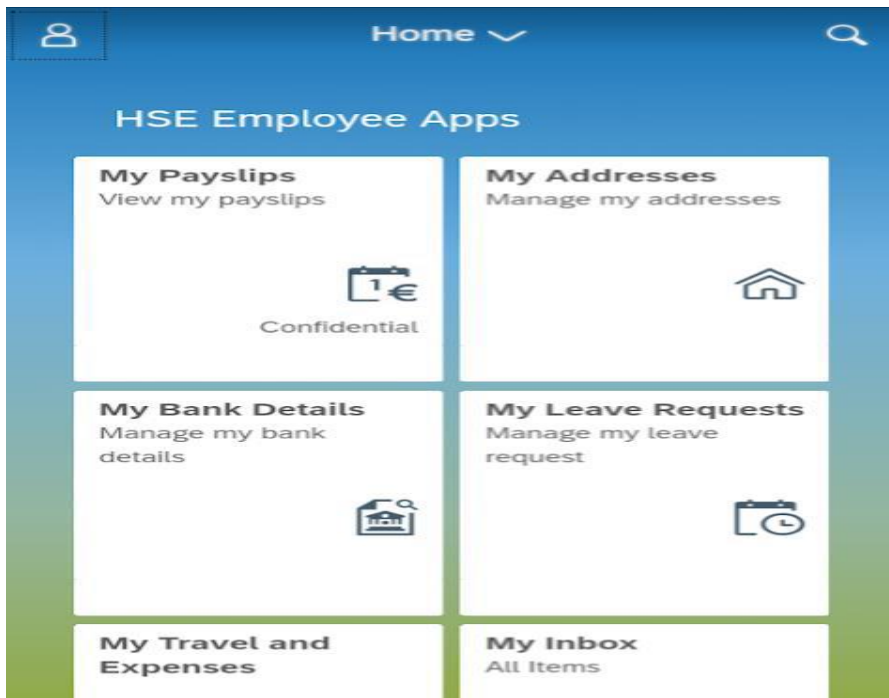 Home
HSE Employee Apps
My Payslips
View my payslips
1 €
Confidential
My Addresses
Manage my addresses
My Bank Details
Manage my bank
details
My Leave Requests
Manage my leave
request
My Travel and
Expenses
My Inbox
All Items